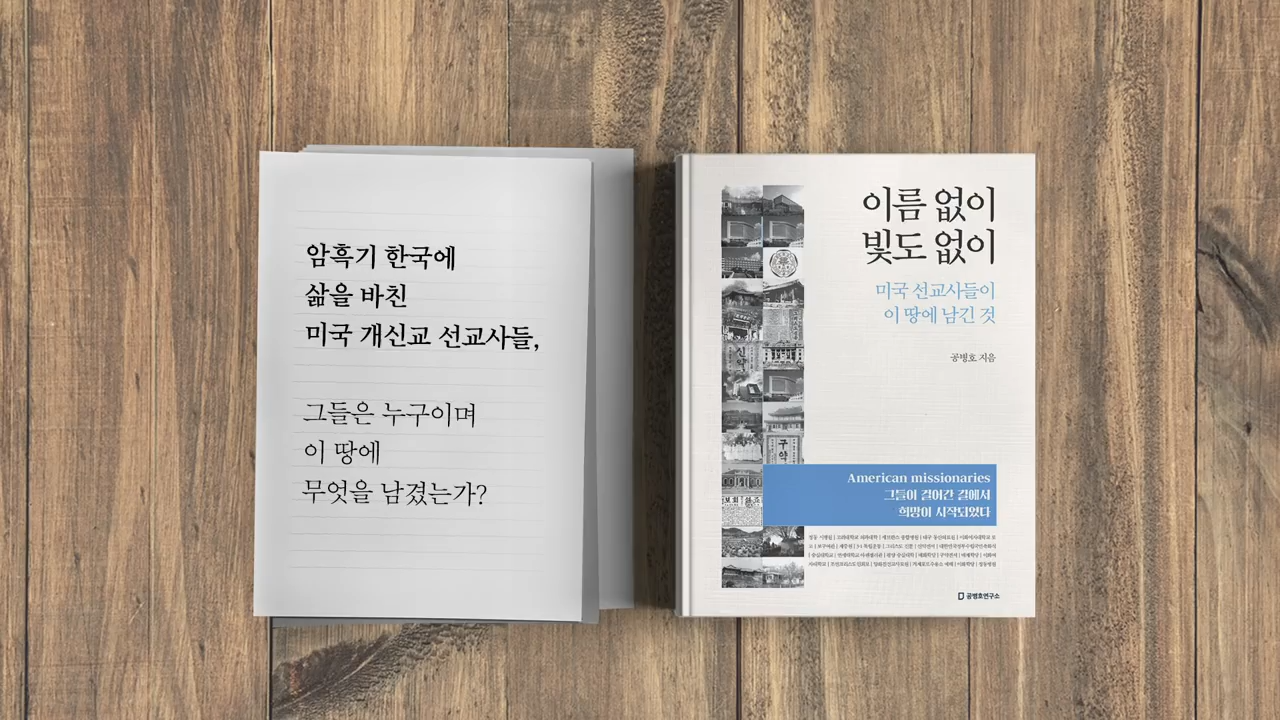 암흑기 한국에
삶을 바친
미국 개신교 선교사들,
그들은 누구이며
이 땅에
무엇을 남겼는가?
이름 없이
빛도 없이
미국 선교사들이
이 땅에 남긴 것
공병호 지음
신약
구약
American missionaries
그들이 걸어간 길에서
희망이 시작되었다
공병호연구소